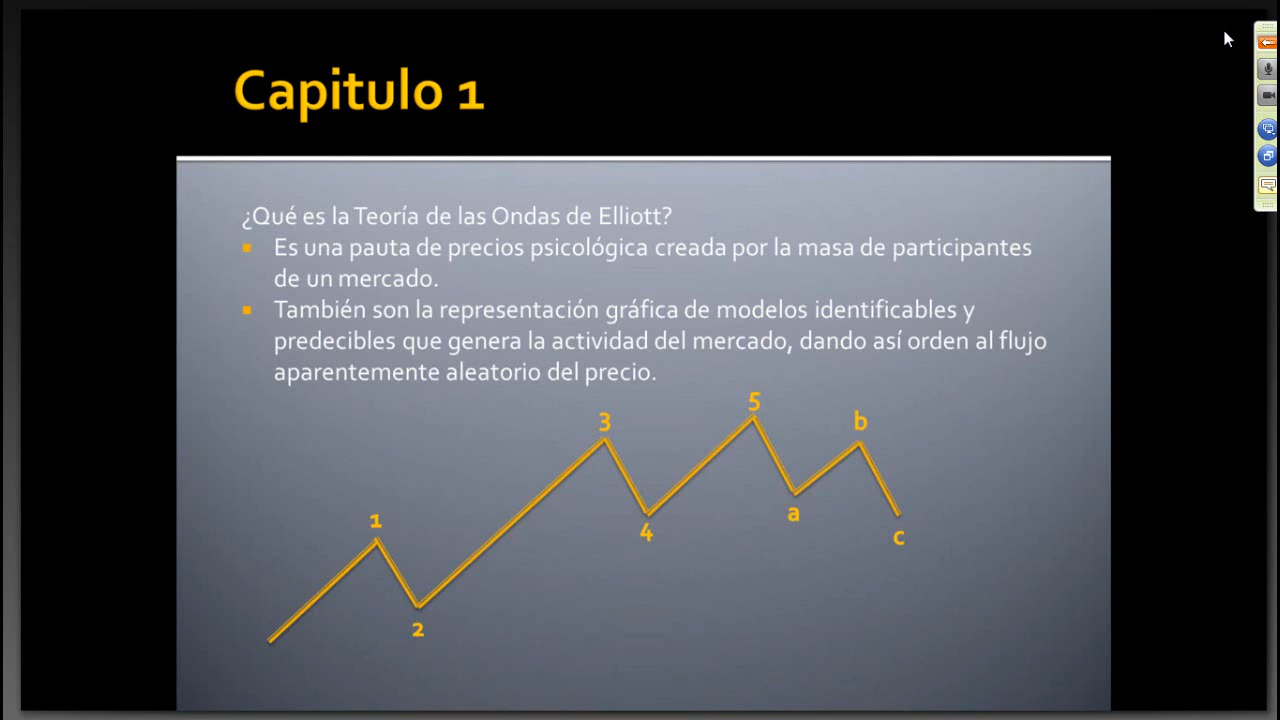 Capitulo 1
¿Qué es la Teoría de las Ondas de Elliott?
Es una pauta de precios psicológica creada por la masa de participantes
de un mercado.
También son la representación gráfica de modelos identificables y
predecibles que genera la actividad del mercado, dando así orden al flujo
aparentemente aleatorio del precio.
5
3
b
1
a
4
c
2